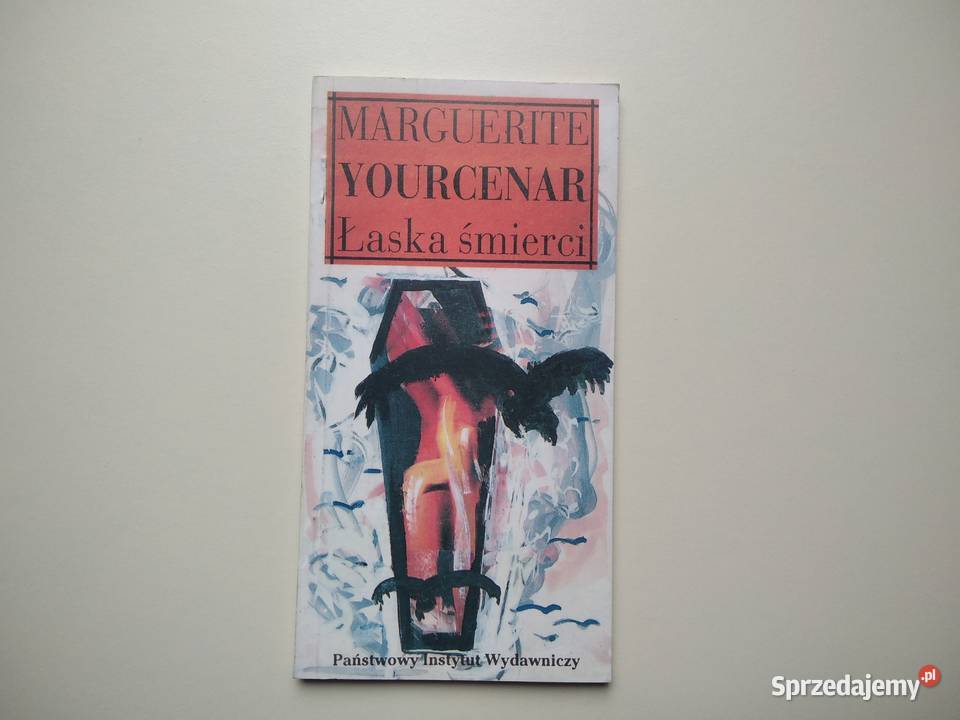 MARGUERITE
YOURCENAR
Łaska śmierci
Państwowy Instytut Wydawniczy
Sprzedajemy.pl